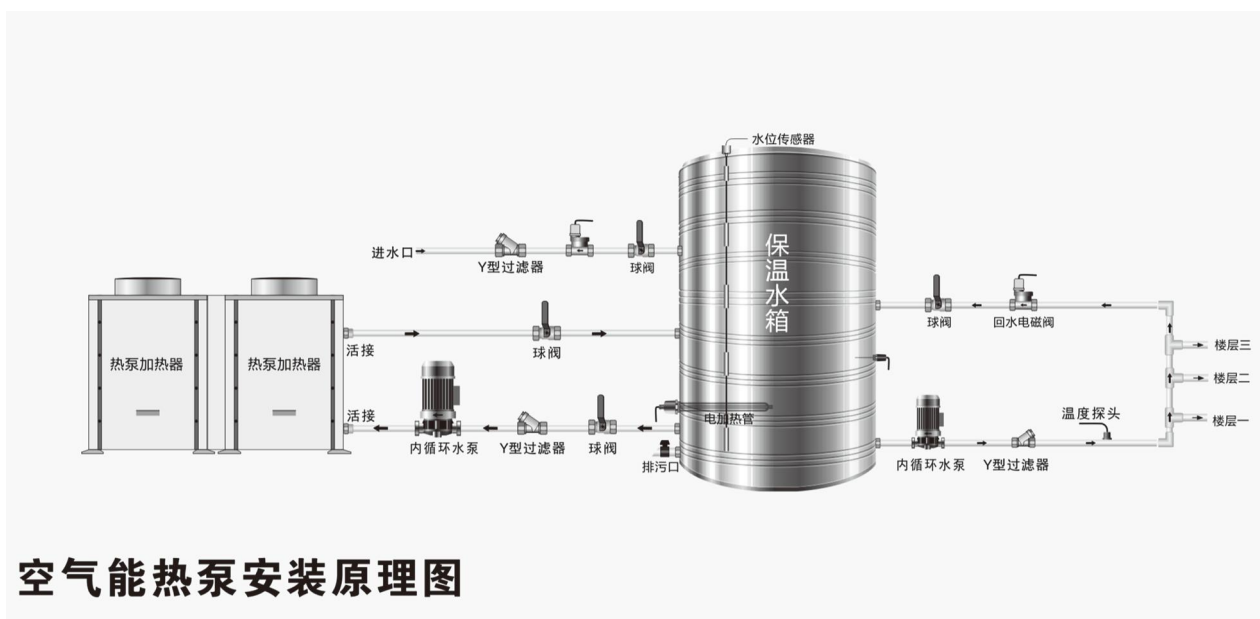 水位传感器
保温水箱
进水口
Y型过滤器
球阀
热泵加热器
热泵加热器
活接
球阀
活接
内循环水泵
Y型过滤器
球阀
电加热管
排污口
球阀
回水电磁阀
楼层三
楼层二
楼层一
温度探头
内循环水泵
Y型过滤器
空气能热泵安装原理图